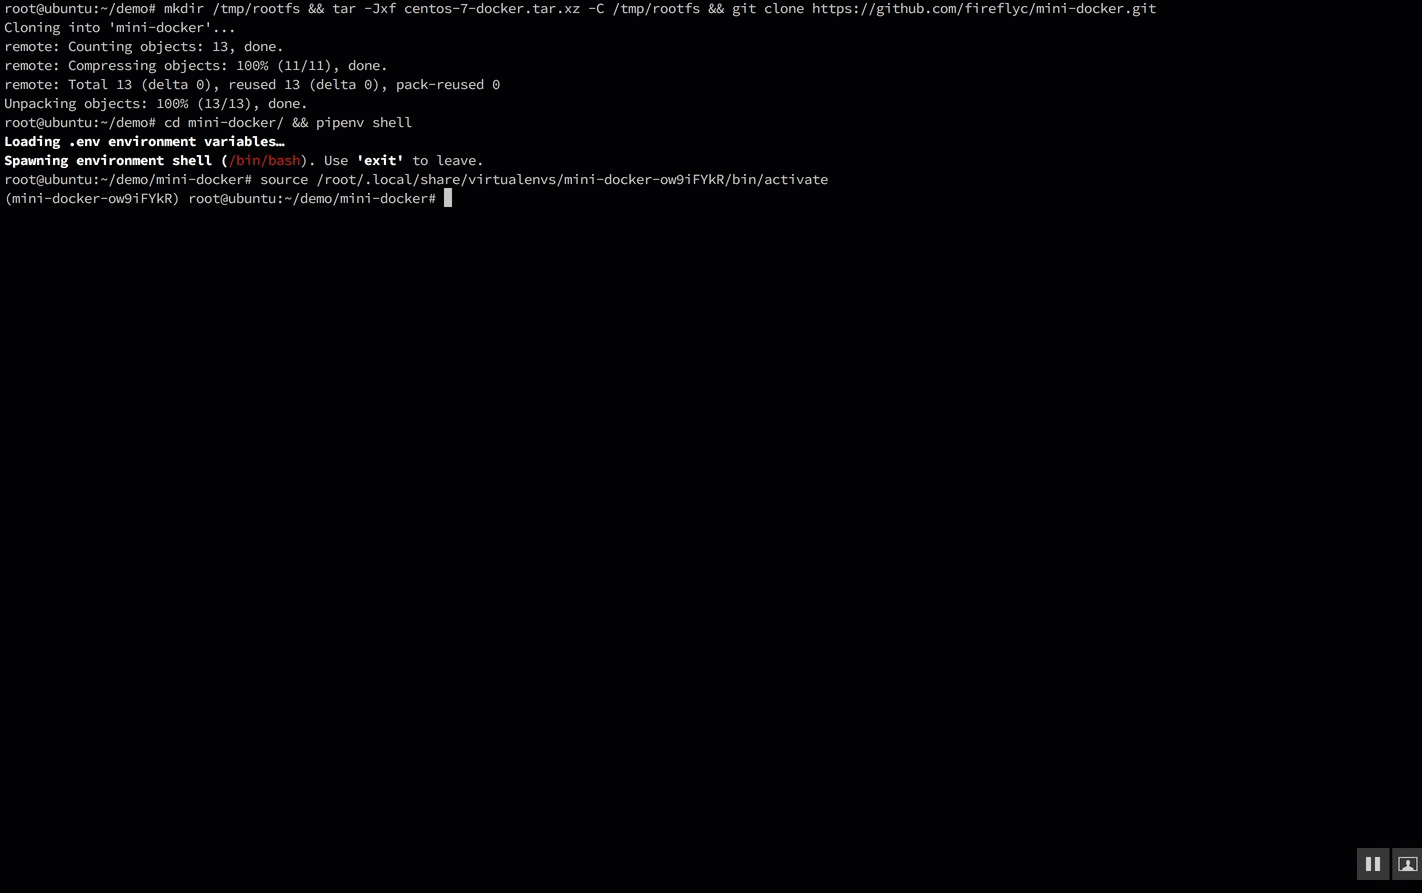 root@ubuntu:~/demo# mkdir /tmp/rootfs && tar -Jxf centos-7-docker.tar.xz -C /tmp/rootfs && git clone https://github.com/fireflyc/mini-docker.git
Cloning into 'mini-docker'...
remote: Counting objects: 13, done.
remote: Compressing objects: 100% (11/11), done.
remote: Total 13 (delta 0), reused 13 (delta 0), pack-reused 0
Unpacking objects: 100% (13/13), done.
root@ubuntu:~/demo# cd mini-docker/ && pipenv shell
Loading .env environment variables…
Spawning environment shell (/bin/bash). Use 'exit' to leave.
root@ubuntu:~/demo/mini-docker# source /root/.local/share/virtualenvs/mini-docker-ow9iFYkR/bin/activate
(mini-docker-ow9iFYkR) root@ubuntu:~/demo/mini-docker#